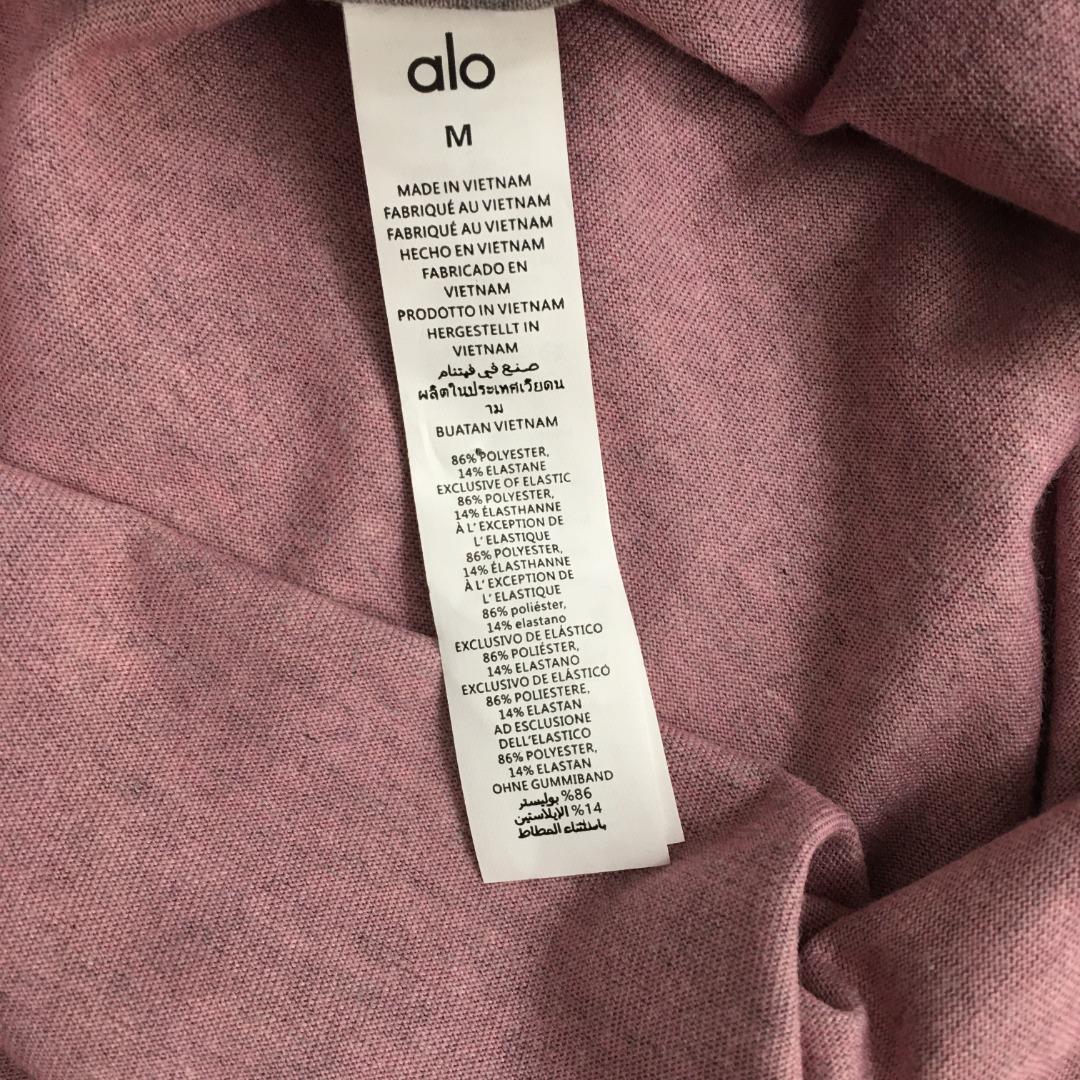 alo
M
MADE IN VIETNAM
FABRIQUÉ AU VIETNAM
FABRIQUÉ AU VIETNAM
HECHO EN VIETNAM
FABRICADO EN
VIETNAM
PRODOTTO IN VIETNAM
HERGESTELLT IN
VIETNAM
صنع في فيتنام
ผลิตในประเทศเวียดน
าม
BUATAN VIETNAM
86% POLYESTER,
14% ELASTANE
EXCLUSIVE OF ELASTIC
86% POLYESTER,
14% ÉLASTHANNE
À L'EXCEPTION DE
L'ELASTIQUE
86% POLYESTER,
14% ÉLASTHANNE
À L'EXCEPTION DE
L'ELASTIQUE
86% poliéster,
14% elastano
EXCLUSIVO DE ELÁSTICO
86% POLIÉSTER,
14% ELASTANO
EXCLUSIVO DE ELÁSTICO
86% POLIESTERE,
14% ELASTAN
AD ESCLUSIONE
DELL'ELASTICO
86% POLYESTER,
14% ELASTAN
OHNE GUMMIBAND
86% بوليستر
14% الإيلاستين
باستثناء المطاط